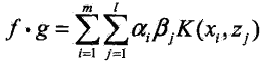 f · g = ∑_{i=1}^{m} ∑_{j=1}^{l} α_i β_j K(x_i, z_j)